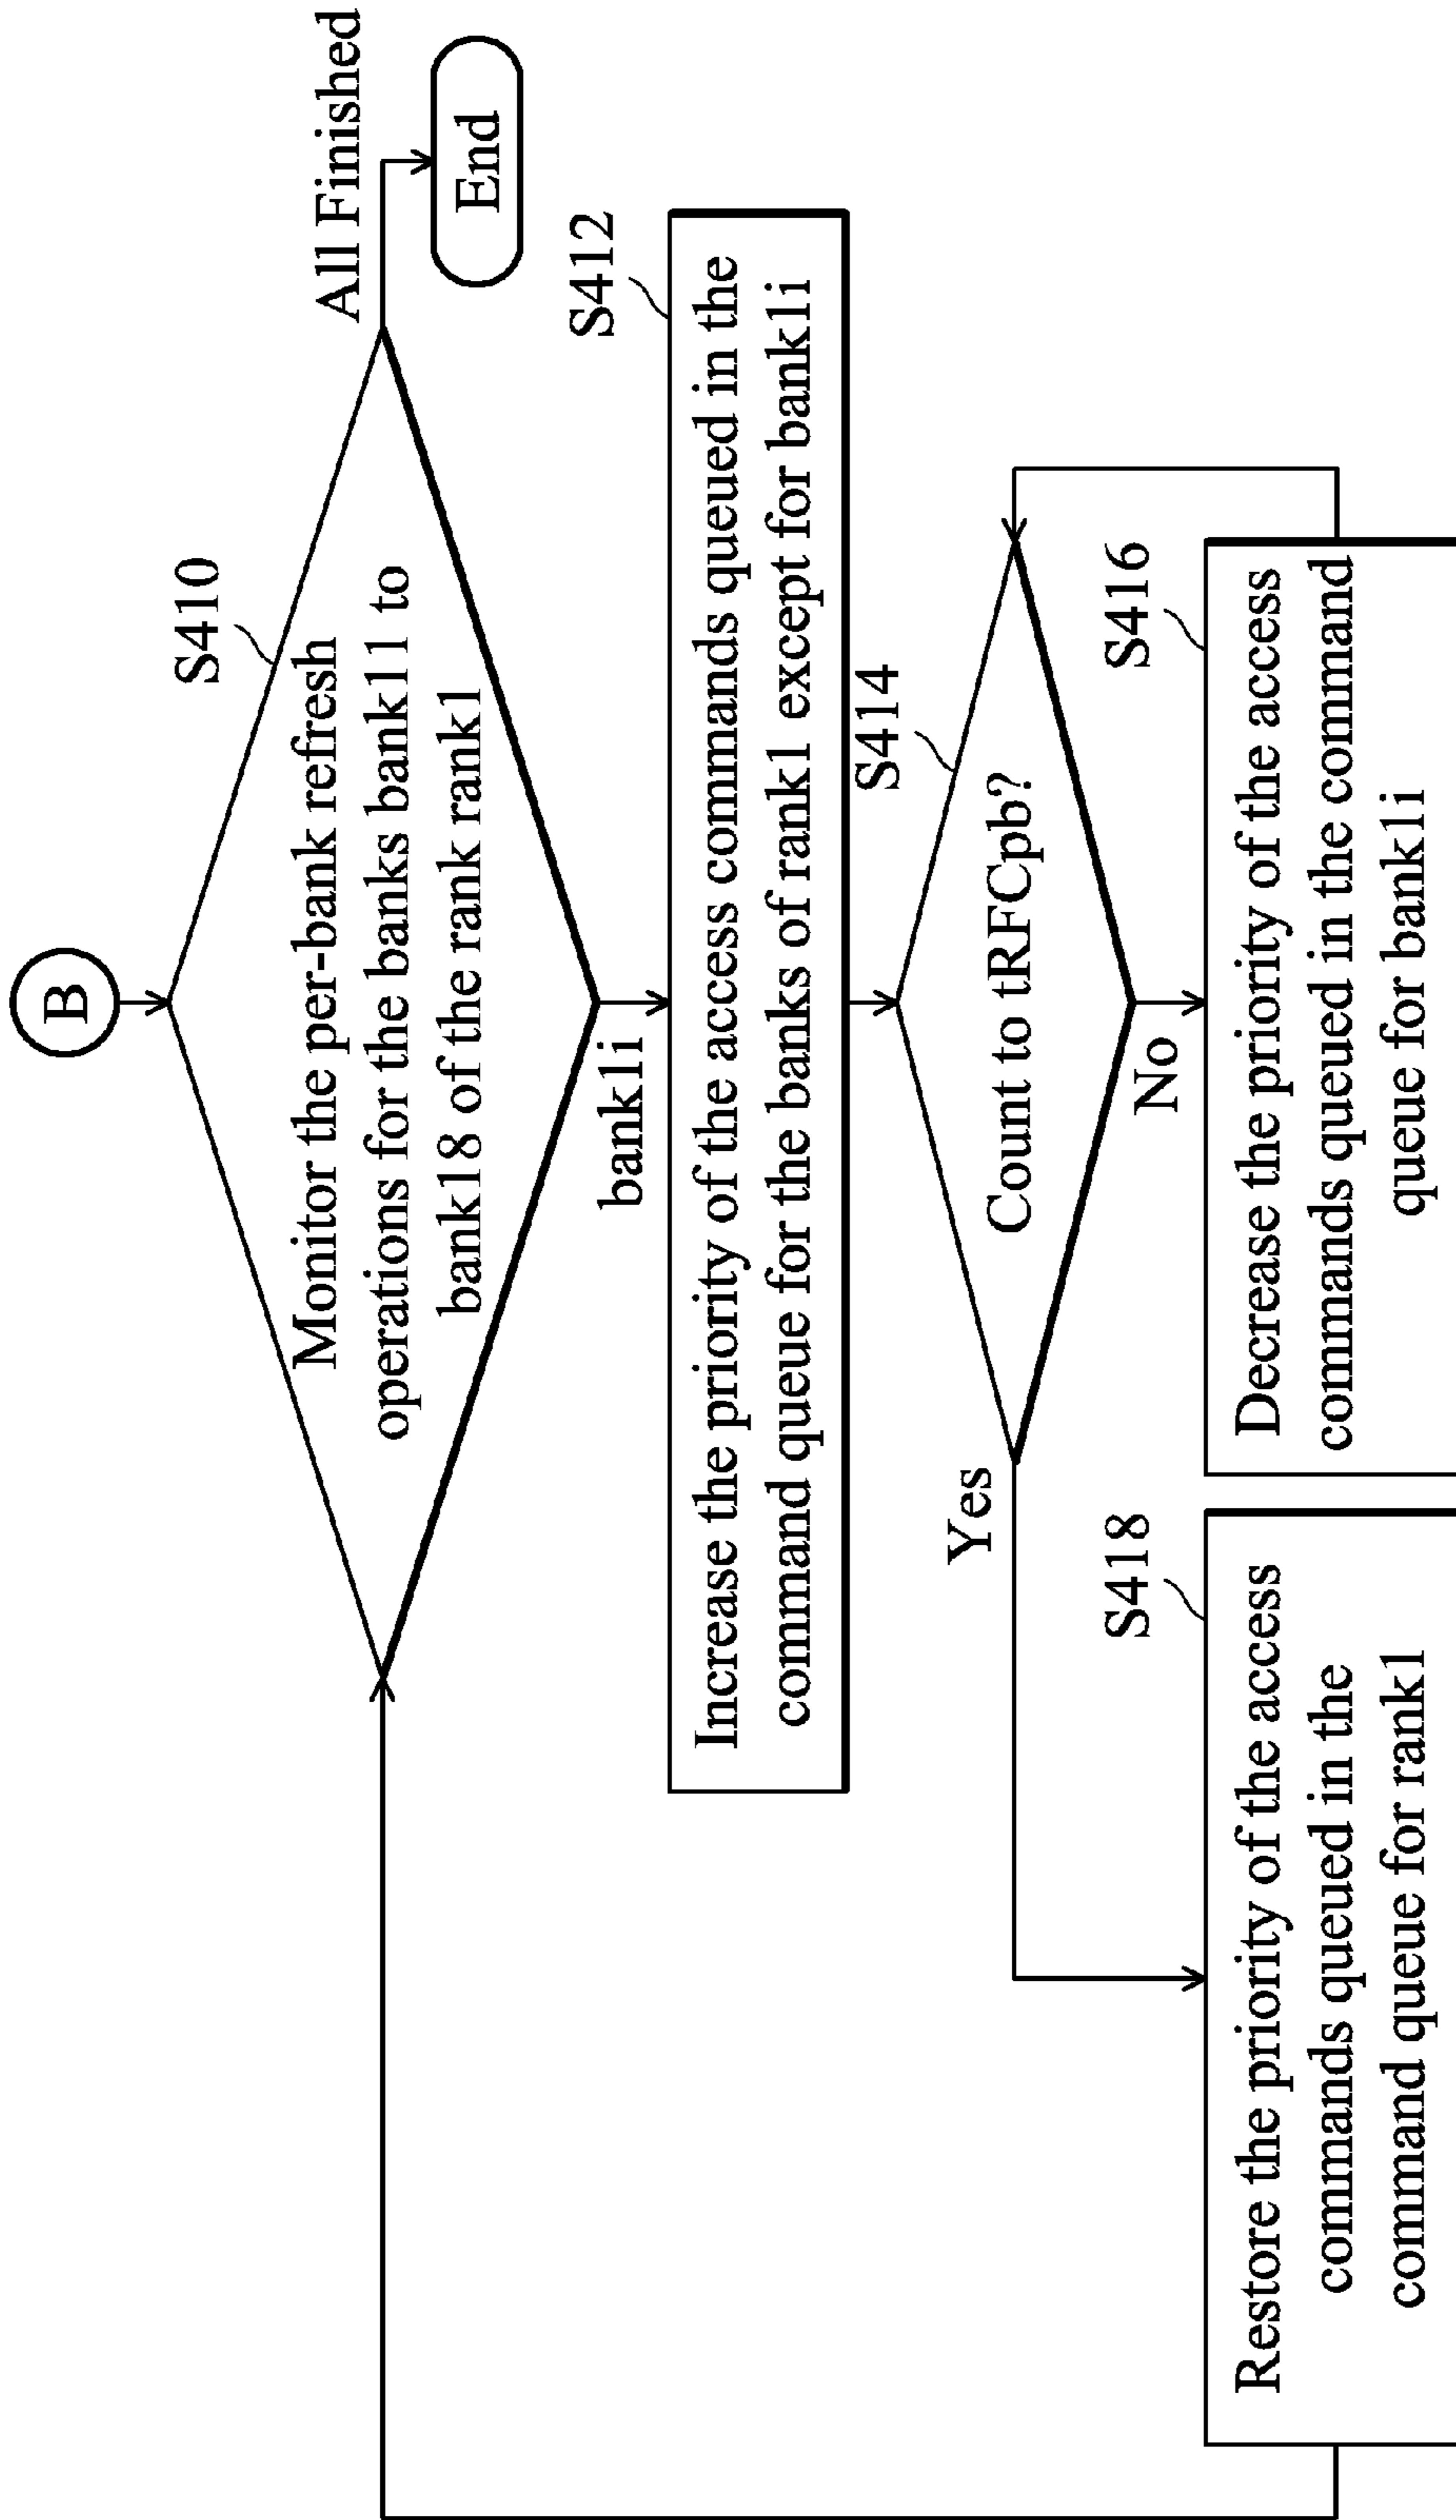 B
S410
Monitor the per-bank refresh
operations for the banks bank11 to
bank18 of the rank rank1
All Finished
End
bank1i
S412
Increase the priority of the access commands queued in the
command queue for the banks of rank1 except for bank1i
S414
Count to tRFCpb?
Yes
No
S418
Restore the priority of the access
commands queued in the
command queue for rank1
S416
Decrease the priority of the access
commands queued in the command
queue for bank1i